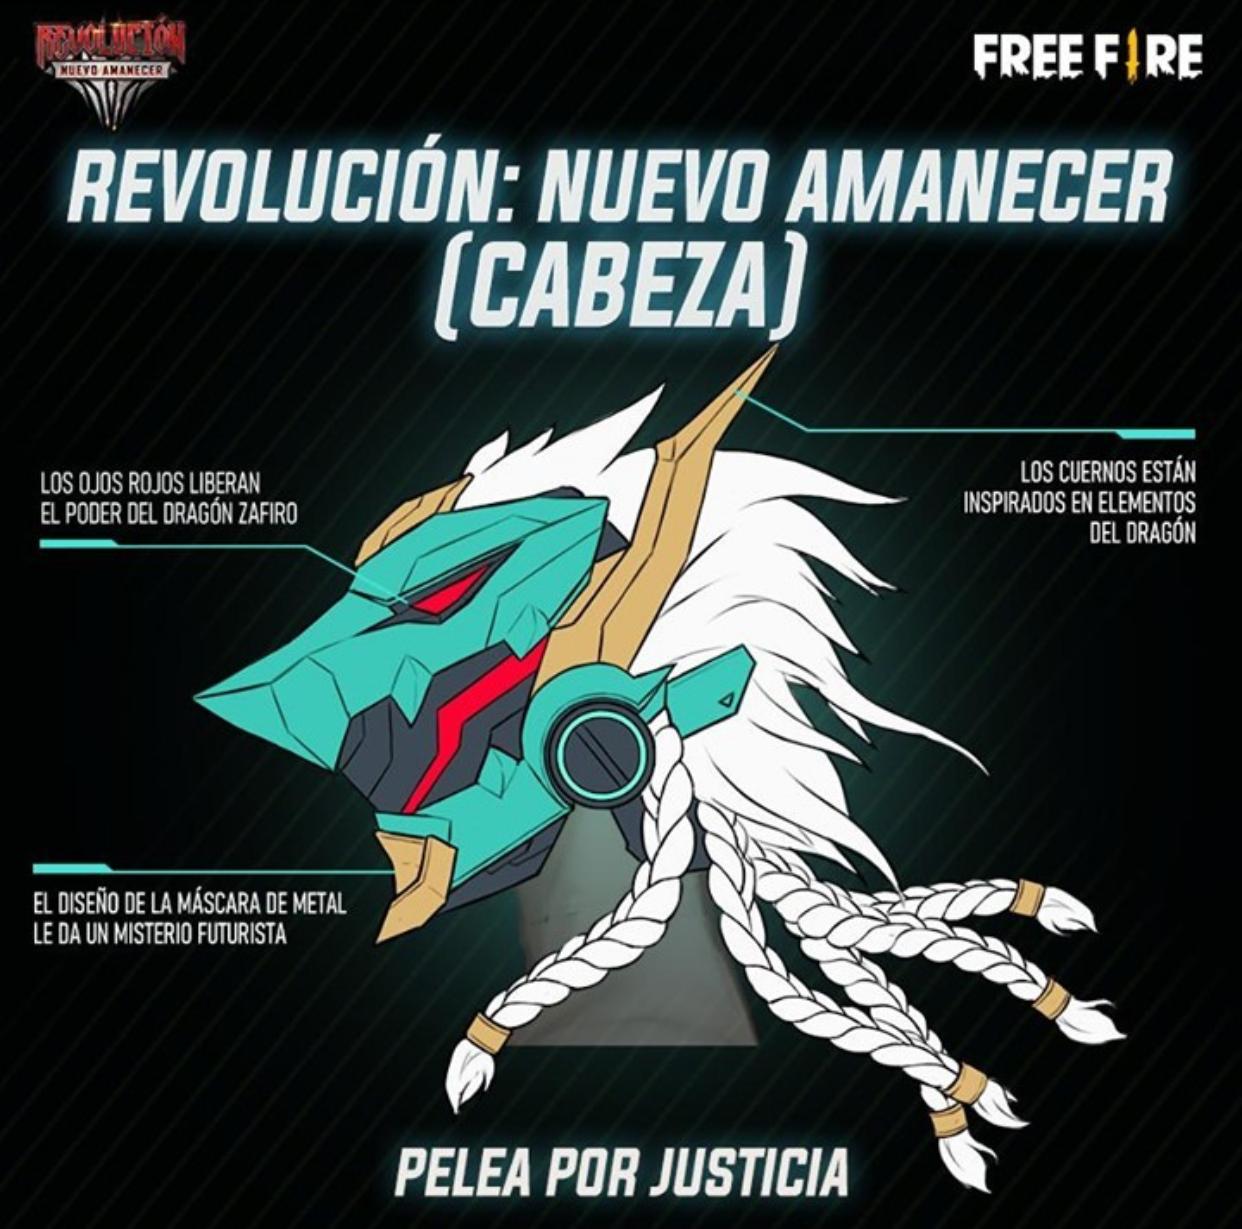 REVOLUCIÓN
NUEVO AMANECER
FREE FIRE
REVOLUCIÓN: NUEVO AMANECER
(CABEZA)
LOS OJOS ROJOS LIBERAN
EL PODER DEL DRAGÓN ZAFIRO
LOS CUERNOS ESTÁN
INSPIRADOS EN ELEMENTOS
DEL DRAGÓN
EL DISEÑO DE LA MÁSCARA DE METAL
LE DA UN MISTERIO FUTURISTA
PELEA POR JUSTICIA